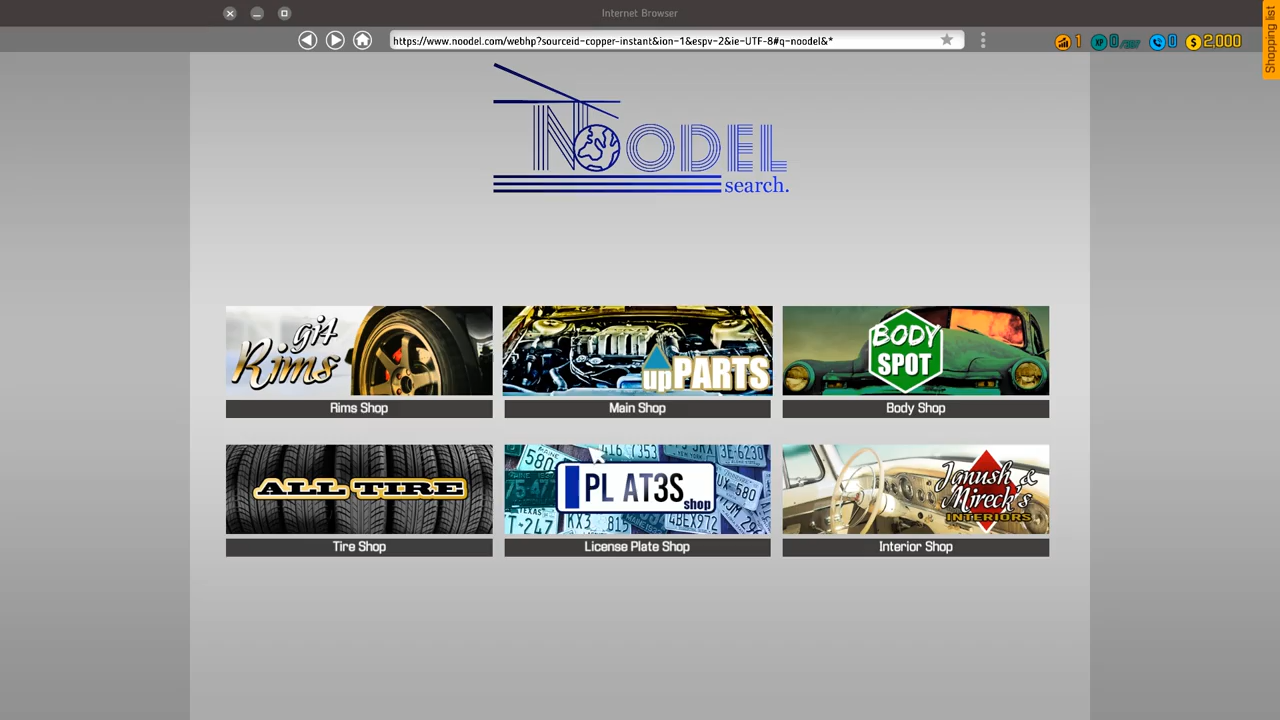 Internet Browser
https://www.noodel.com/webhp?sourceid-copper-instant&ion-1&espv-2&ie-UTF-8#q-noodel&*
1
XP 0
0
$ 2,000
Shopping list
NOODEL
search.
git Rims
upPARTS
BODY SPOT
Rims Shop
Main Shop
Body Shop
ALL TIRE
PL AT3S
shop
Janush &
Mireck's
INTERIORS
Tire Shop
License Plate Shop
Interior Shop